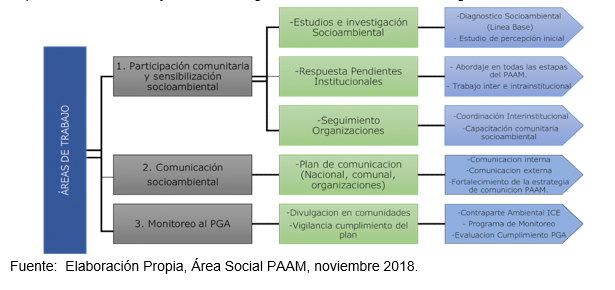 ÁREAS DE TRABAJO
1. Participación comunitaria
y sensibilización
socioambiental
-Estudios e investigación
Socioambiental
-Diagnostico Socioambiental
(Linea Base)
- Estudio de percepción inicial
-Respuesta Pendientes
Institucionales
- Abordaje en todas las estapas
del PAAM.
- Trabajo inter e intrainstitucional
-Seguimiento
Organizaciones
-Coordinación Interinstitucional
-Capacitación comunitaria
socioambiental
2. Comunicación
socioambiental
-Plan de comunicacion
(Nacional, comunal,
organizaciones)
-Comunicacion interna
-Comunicacion externa
-Fortalecimiento de la estrategia
de comunicion PAAM.
3. Monitoreo al PGA
-Divulgacion en comunidades
-Vigilancia cumplimiento del
plan
-Contraparte Ambiental ICE
- Programa de Monitoreo
-Evaluacion Cumplimiento PGA
Fuente: Elaboración Propia, Área Social PAAM, noviembre 2018.